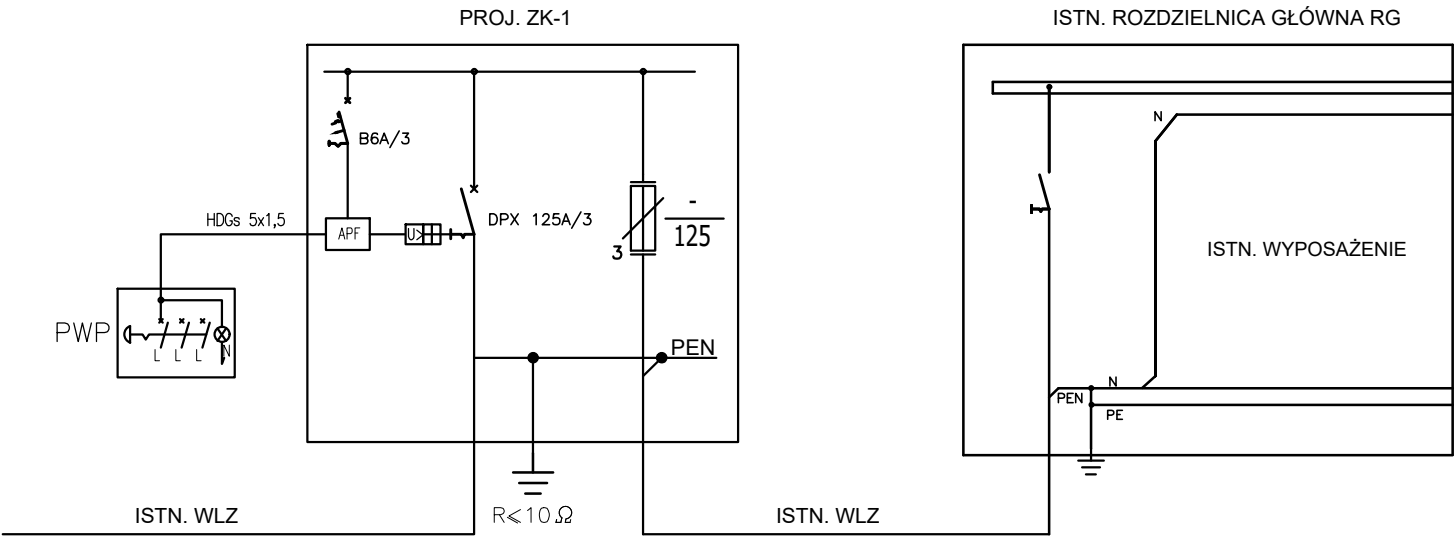 PROJ. ZK-1
ISTN. ROZDZIELNICA GŁÓWNA RG
B6A/3
N
HDGs 5x1,5
APF
U>
DPX 125A/3
3
-
125
ISTN. WYPOSAŻENIE
PWP
L L L N
PEN
N
PEN
PE
ISTN. WLZ
R≤10Ω
ISTN. WLZ